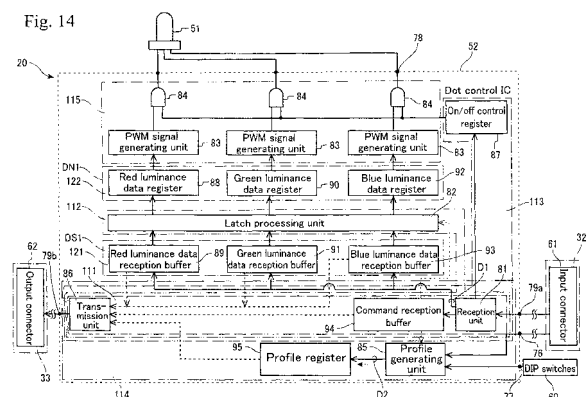 Fig. 14
51
20
78
52
84
84
84
115
Dot control IC
On/off control register
87
PWM signal generating unit
83
PWM signal generating unit
83
PWM signal generating unit
83
DN1
122
Red luminance data register
88
Green luminance data register
90
Blue luminance data register
92
82
112
Latch processing unit
113
DS1
121
Red luminance data reception buffer
89
Green luminance data reception buffer
91
Blue luminance data reception buffer
93
62
79b
86
111
D1
81
79a
61
32
Output connector
Transmission unit
94
Command reception buffer
Reception unit
Input connector
33
95
85
76
Profile register
Profile generating unit
DIP switches
114
D2
77
60